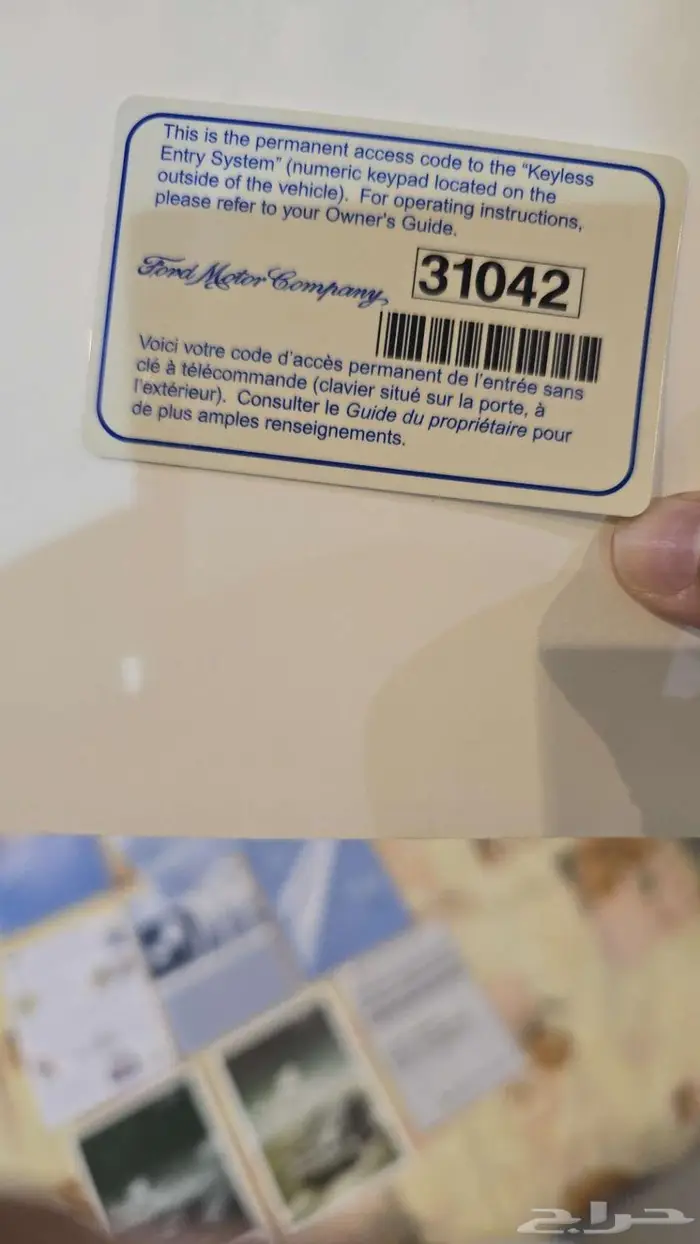 This is the permanent access code to the “Keyless
Entry System” (numeric keypad located on the
outside of the vehicle).  For operating instructions,
please refer to your Owner's Guide.
Ford Motor Company,
31042
Voici votre code d'accès permanent de l'entrée sans
clé à télécommande (clavier situé sur la porte, à
l'extérieur).  Consulter le Guide du propriétaire pour
de plus amples renseignements.
حراج